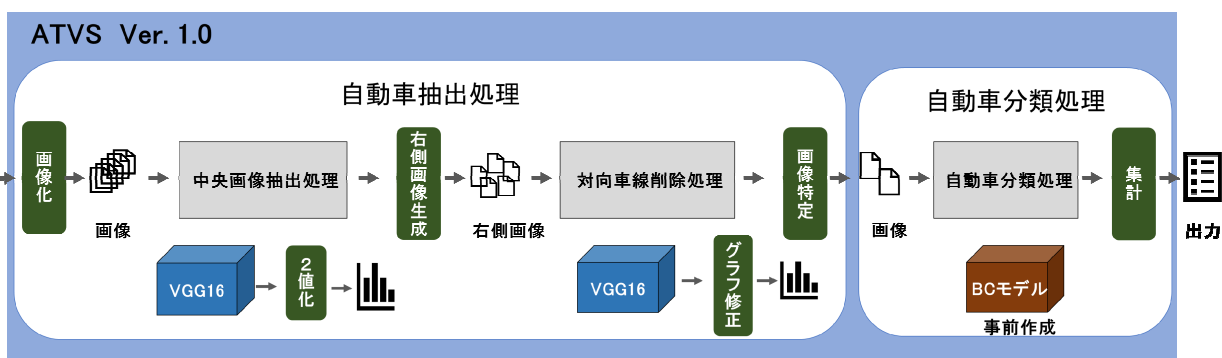 ATVS Ver. 1.0
自動車抽出処理
画像化
画像
中央画像抽出処理
右側画像生成
右側画像
対向車線削除処理
画像特定
VGG16
2値化
VGG16
グラフ修正
自動車分類処理
画像
自動車分類処理
集計
出力
BCモデル
事前作成